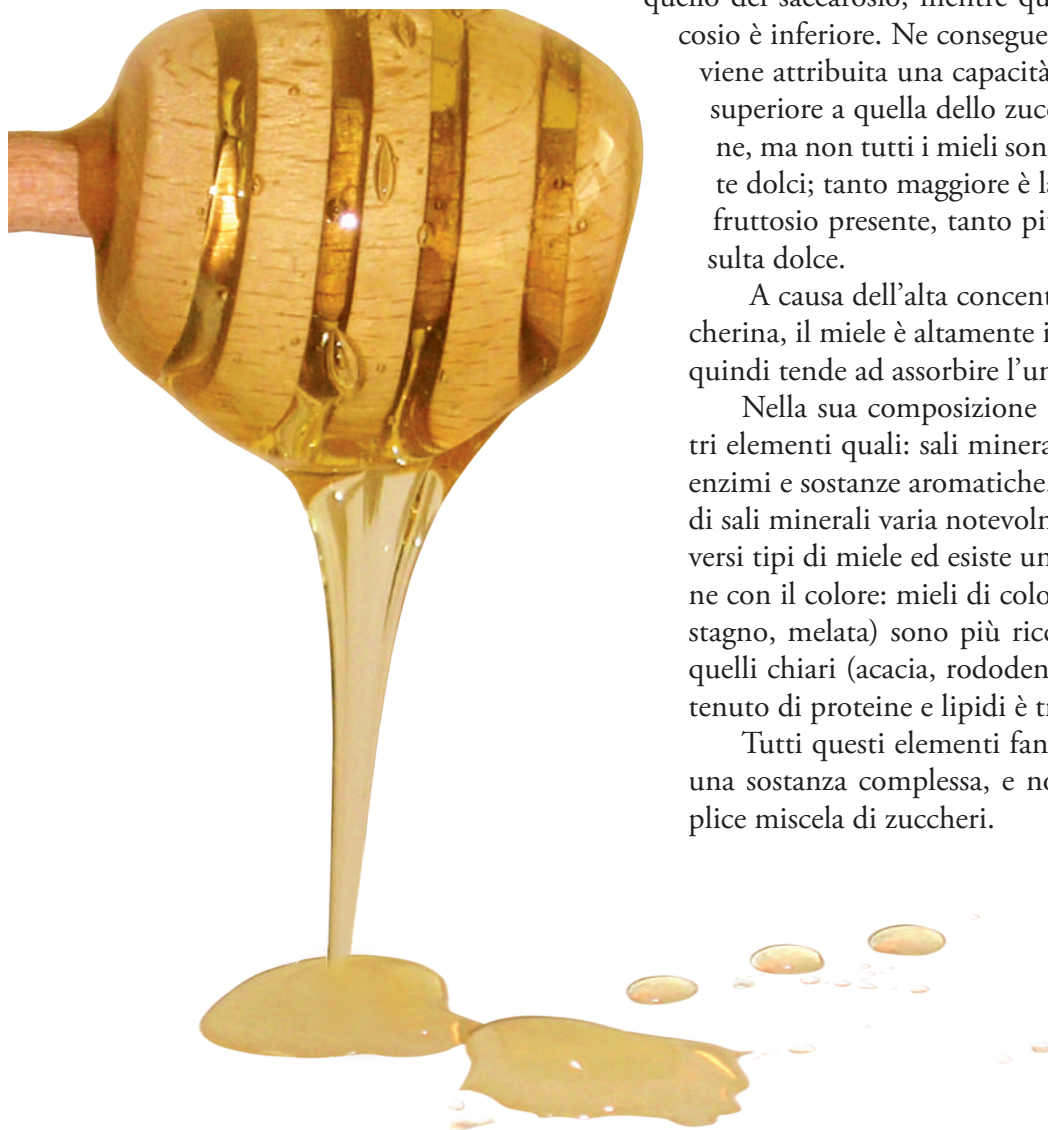 quello del saccarosio, mentre qu
cosio è inferiore. Ne consegue
viene attribuita una capacità
superiore a quella dello zuc
ne, ma non tutti i mieli son
te dolci; tanto maggiore è la
fruttosio presente, tanto pi
sulta dolce.
A causa dell’alta concent
cherina, il miele è altamente i
quindi tende ad assorbire l’u
Nella sua composizione
tri elementi quali: sali minera
enzimi e sostanze aromatiche.
di sali minerali varia notevoln
versi tipi di miele ed esiste un
ne con il colore: mieli di colo
stagno, melata) sono più ricc
quelli chiari (acacia, rododen
tenuto di proteine e lipidi è t
Tutti questi elementi fan
una sostanza complessa, e no
plice miscela di zuccheri.